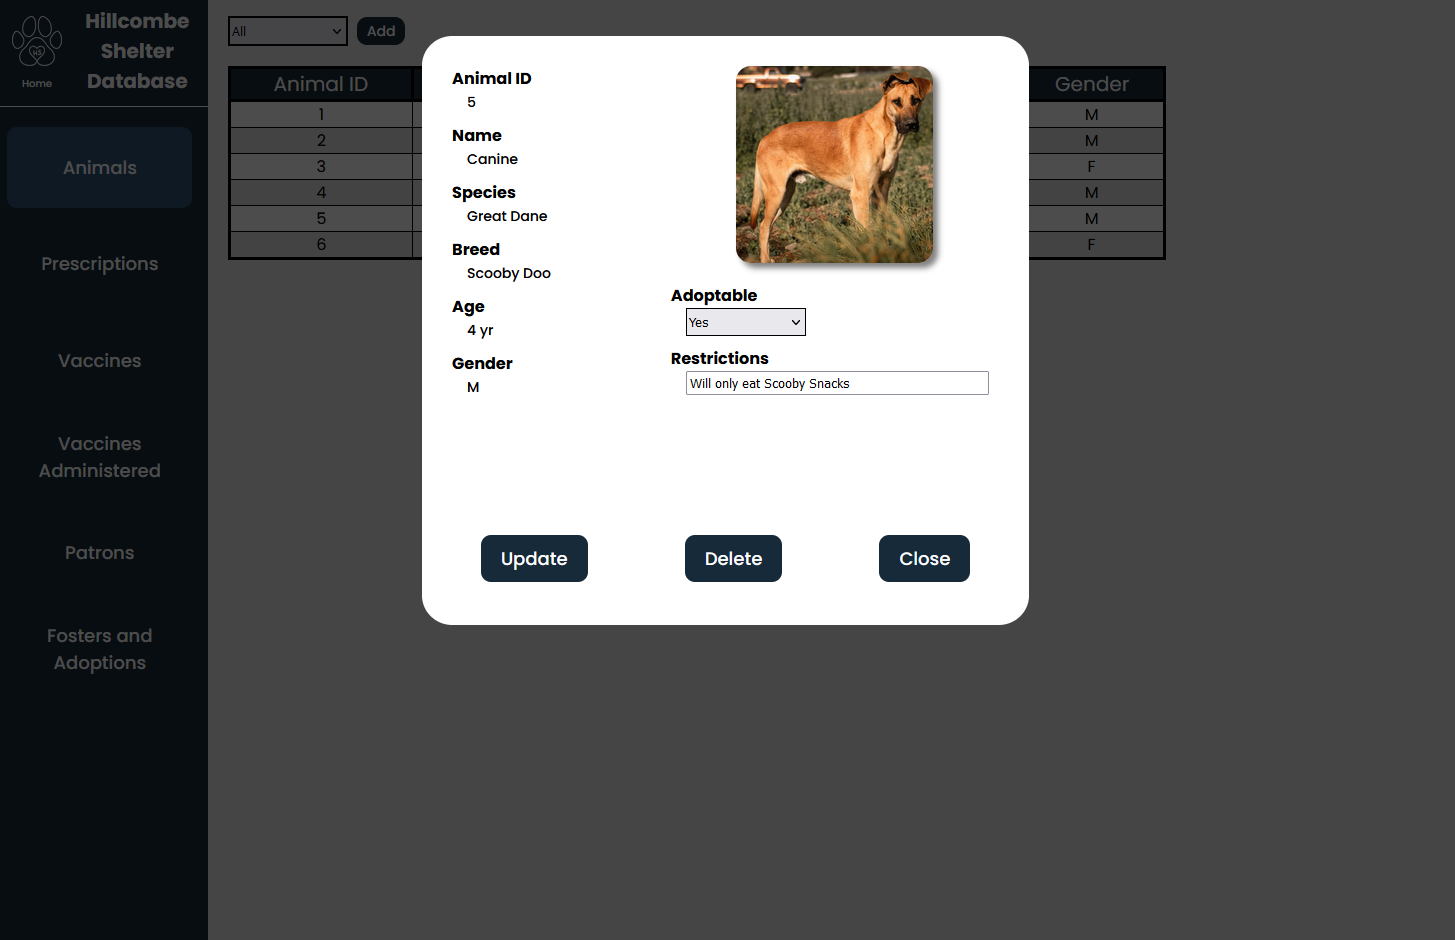 Hillcombe
Shelter
Database
HS
Home
Animals
Prescriptions
Vaccines
Vaccines
Administered
Patrons
Fosters and
Adoptions
All
Add
Animal ID
Gender
1
M
2
M
3
F
4
M
5
M
6
F
Animal ID
5
Name
Canine
Species
Great Dane
Breed
Scooby Doo
Age
4 yr
Gender
M
Adoptable
Yes
Restrictions
Will only eat Scooby Snacks
Update
Delete
Close